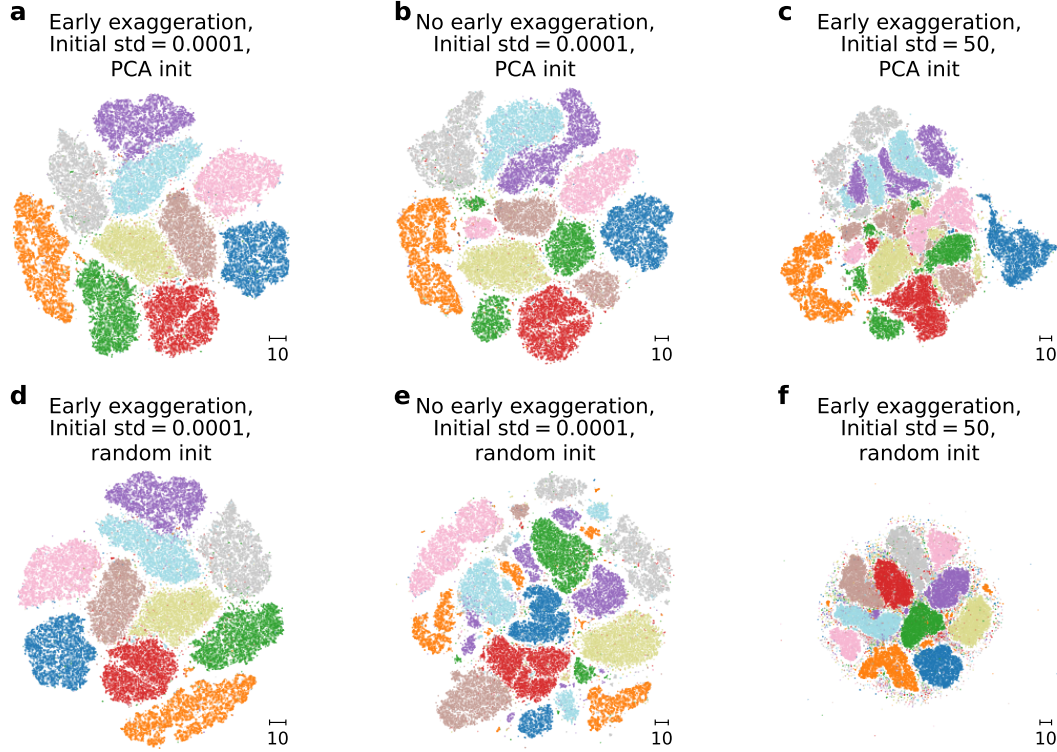 a
Early exaggeration,
Initial std = 0.0001,
PCA init
10
b
No early exaggeration,
Initial std = 0.0001,
PCA init
10
c
Early exaggeration,
Initial std = 50,
PCA init
10
d
Early exaggeration,
Initial std = 0.0001,
random init
10
e
No early exaggeration,
Initial std = 0.0001,
random init
10
f
Early exaggeration,
Initial std = 50,
random init
10